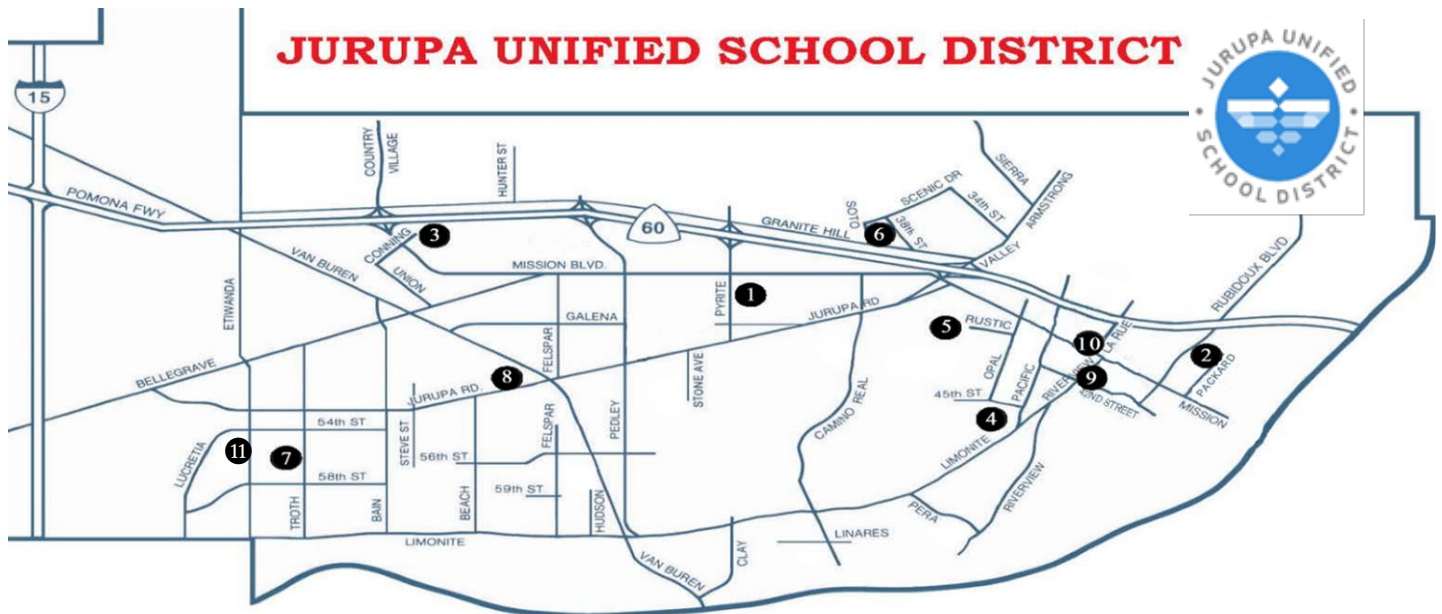 JURUPA UNIFIED SCHOOL DISTRICT
JURUPA UNIFIED
• SCHOOL DISTRICT •
15
POMONA FWY
COUNTRY
VILLAGE
HUNTER ST
60
GRANITE HILL
SOTO
SCENIC DR
38th ST
34th ST
SIERRA
ARMSTRONG
VALLEY
6
3
CONNING
UNION
VAN BUREN
MISSION BLVD.
ETIWANDA
PYRITE
1
JURUPA RD
RUBIDOUX BLVD
GALENA
FELSPAR
5
RUSTIC
10
LA RUE
2
PACKARD
BELLEGRAVE
8
JURUPA RD.
STONE AVE
CAMINO REAL
OPAL
PACIFIC
RIVERVIEW
9
42ND STREET
MISSION
45th ST
4
54th ST
STEVE ST
FELSPAR
PEDLEY
LIMONITE
LUCRETIA
11
7
56th ST
58th ST
59th ST
TROTH
BAIN
BEACH
HUDSON
PERA
RIVERVIEW
LIMONITE
VAN BUREN
CLAY
LINARES